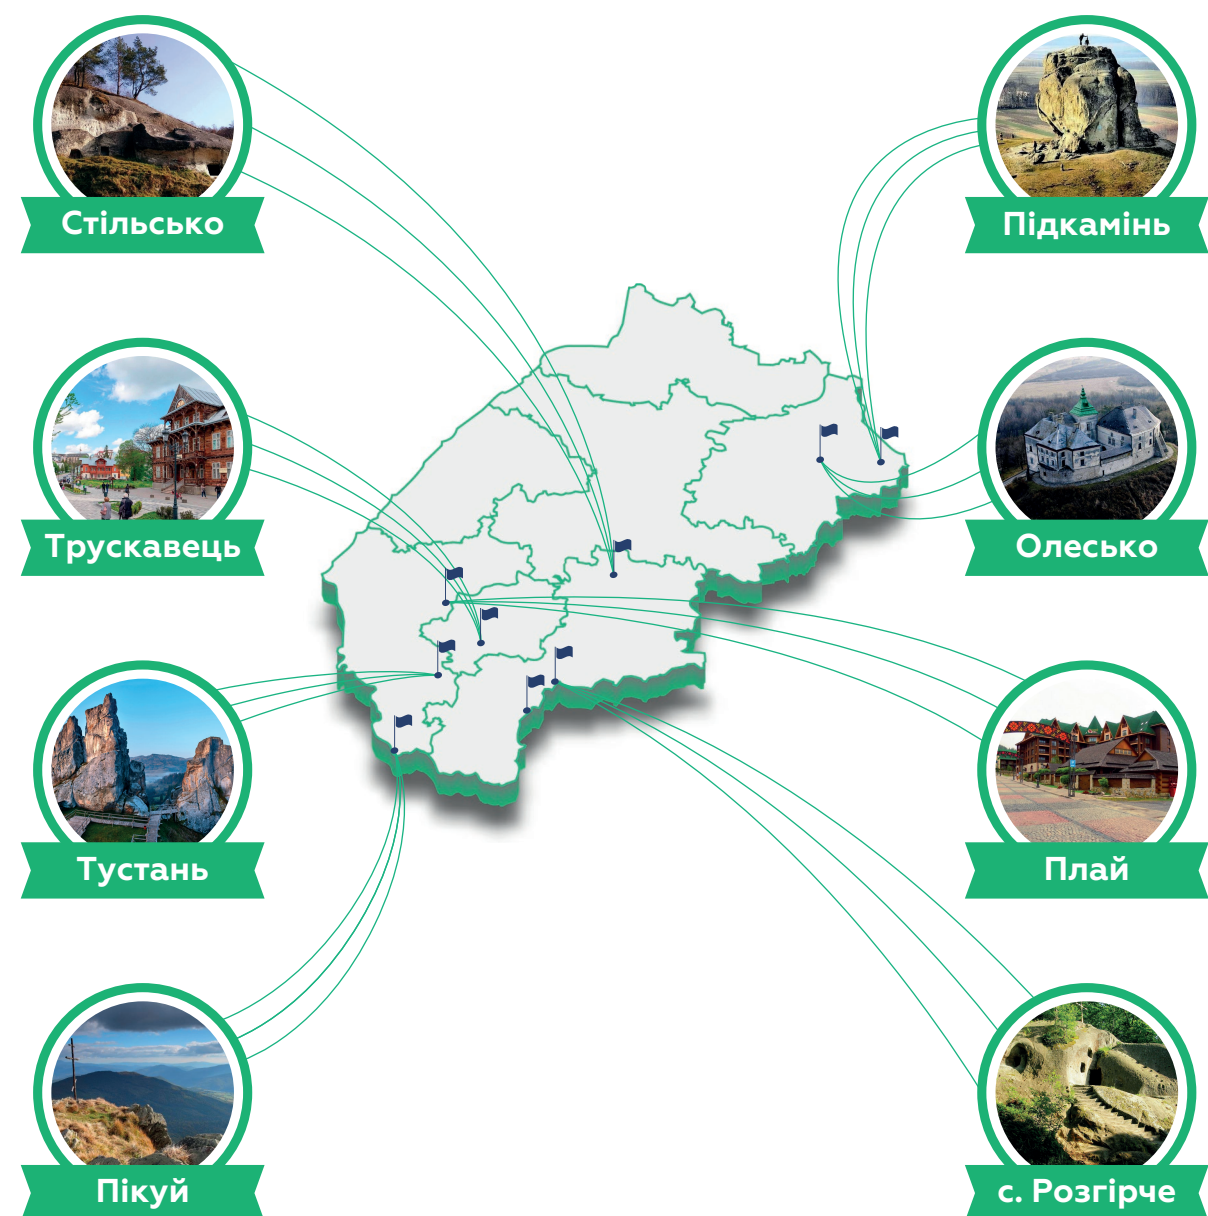 Стільсько
Підкамінь
Трускавець
Олесько
Тустань
Плай
Пікуй
с. Розгірче